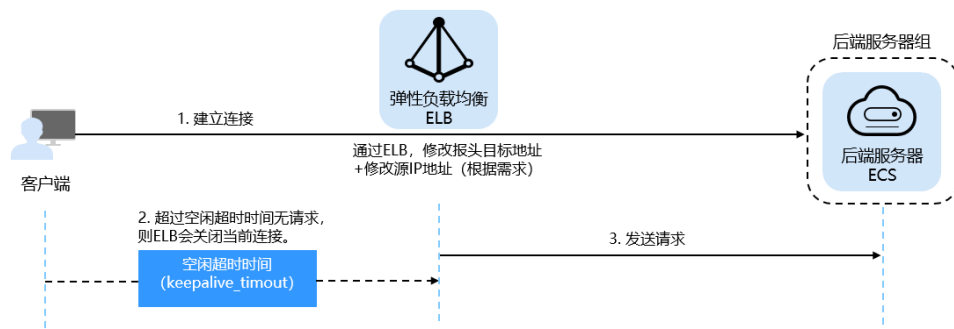 后端服务器组
弹性负载均衡
ELB
1. 建立连接
通过ELB，修改报头目标地址
+修改源IP地址（根据需求）
后端服务器
ECS
客户端
2. 超过空闲超时时间无请求，
则ELB会关闭当前连接。
3. 发送请求
空闲超时时间
（keepalive_timout）